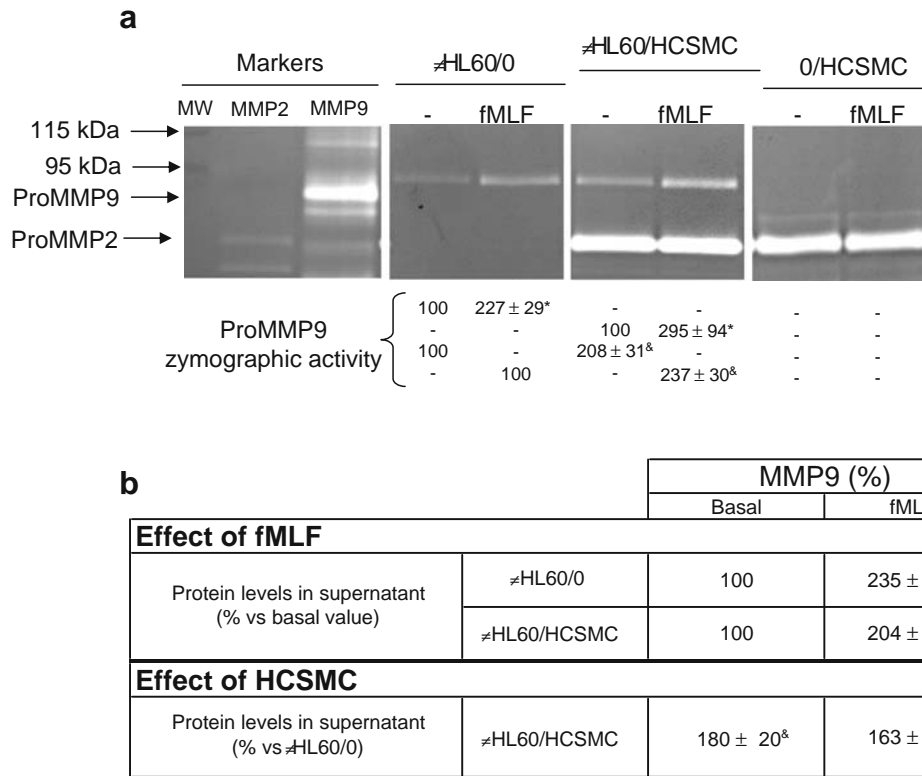 a
Markers
≠HL60/0
≠HL60/HCSMC
0/HCSMC
MW MMP2 MMP9
- fMLF
- fMLF
- fMLF
115 kDa
95 kDa
ProMMP9
ProMMP2
ProMMP9
zymographic activity
100 227 ± 29* - - - -
- - 100 295 ± 94* - -
100 - 208 ± 31& - - -
- 100 - 237 ± 30& - -
b
MMP9 (%)
Basal
Effect of fMLF
Protein levels in supernatant
(% vs basal value)
≠HL60/0 100 235 ±
≠HL60/HCSMC 100 204 ±
Effect of HCSMC
Protein levels in supernatant
(% vs ≠HL60/0)
≠HL60/HCSMC 180 ± 20& 163 ±